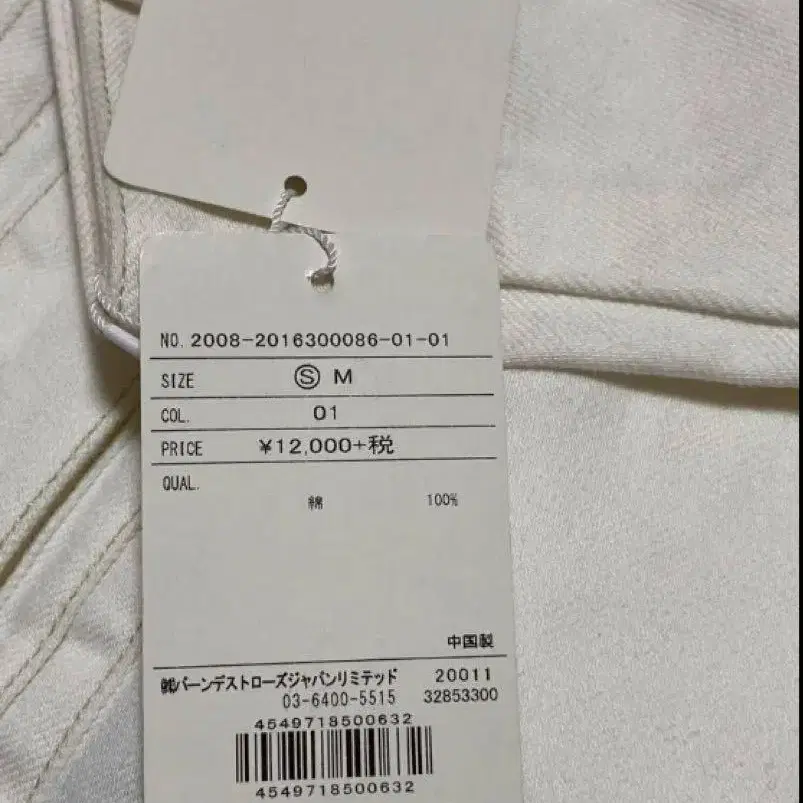 NO. 2008-2016300086-01-01
SIZE Ⓢ M
COL. 01
PRICE ¥12,000+税
QUAL.
綿 100%
中国製
㈱バーンデストローズジャパンリミテッド 20011
03-6400-5515 32853300
4549718500632
4549718500632